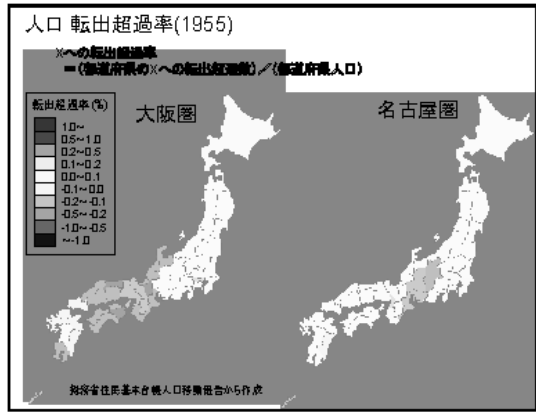 人口 転出超過率(1955)
Xへの転出超過率
＝(都道府県のXへの転出超過数)／(都道府県人口)
転出超過率(%)
1.0~
0.5~1.0
0.2~0.5
0.1~0.2
0.0~0.1
-0.1~0.0
-0.2~-0.1
-0.5~-0.2
-1.0~-0.5
~-1.0
大阪圏
名古屋圏
総務省住民基本台帳人口移動報告から作成